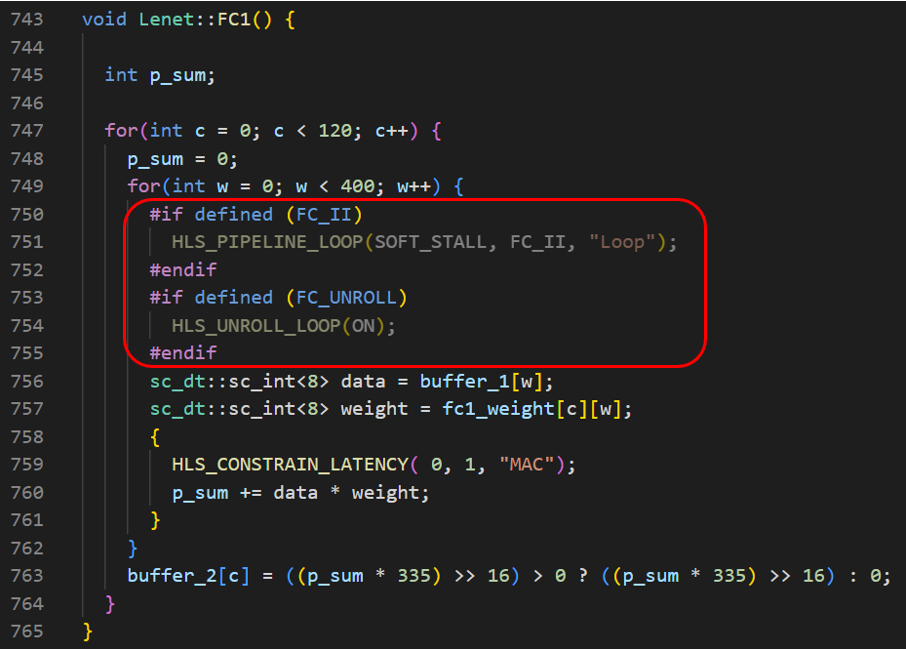 743 void Lenet::FC1() {
744
745 int p_sum;
746
747 for(int c = 0; c < 120; c++) {
748 p_sum = 0;
749 for(int w = 0; w < 400; w++) {
750 #if defined (FC_II)
751 HLS_PIPELINE_LOOP(SOFT_STALL, FC_II, "Loop");
752 #endif
753 #if defined (FC_UNROLL)
754 HLS_UNROLL_LOOP(ON);
755 #endif
756 sc_dt::sc_int<8> data = buffer_1[w];
757 sc_dt::sc_int<8> weight = fc1_weight[c][w];
758 {
759 HLS_CONSTRAIN_LATENCY( 0, 1, "MAC");
760 p_sum += data * weight;
761 }
762 }
763 buffer_2[c] = ((p_sum * 335) >> 16) > 0 ? ((p_sum * 335) >> 16) : 0;
764 }
765 }